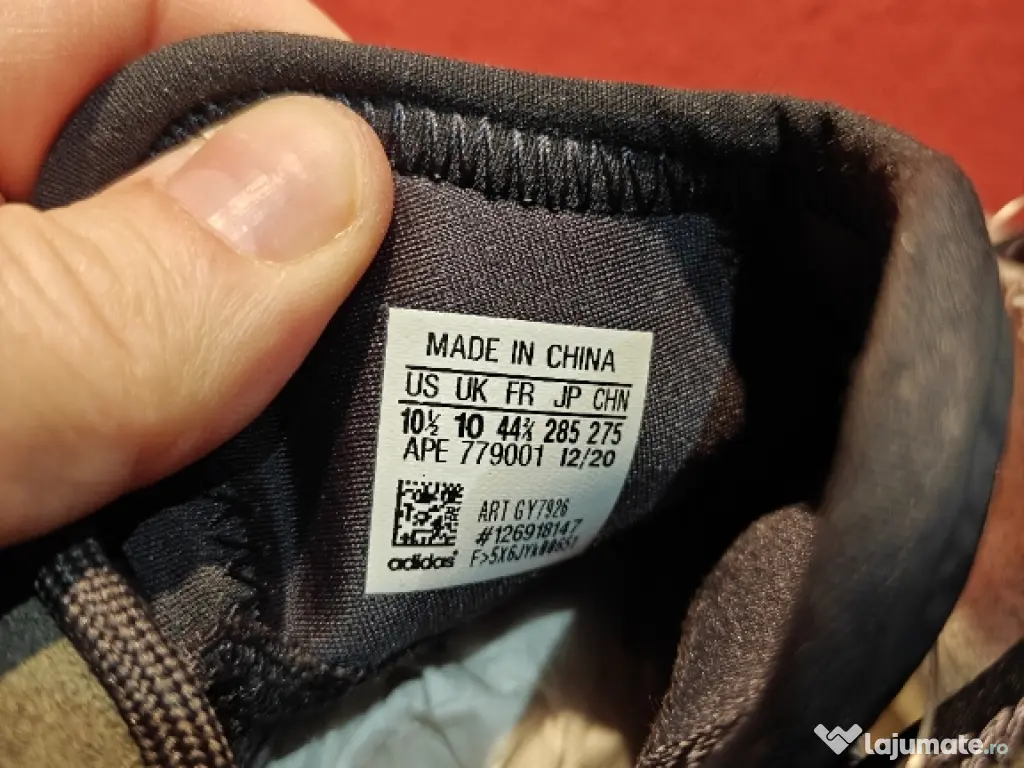 MADE IN CHINA
US UK FR JP CHN
10½ 10 44⅔ 285 275
APE 779001 12/20
ART GY7926
#126918147
adidas
lajumate.ro